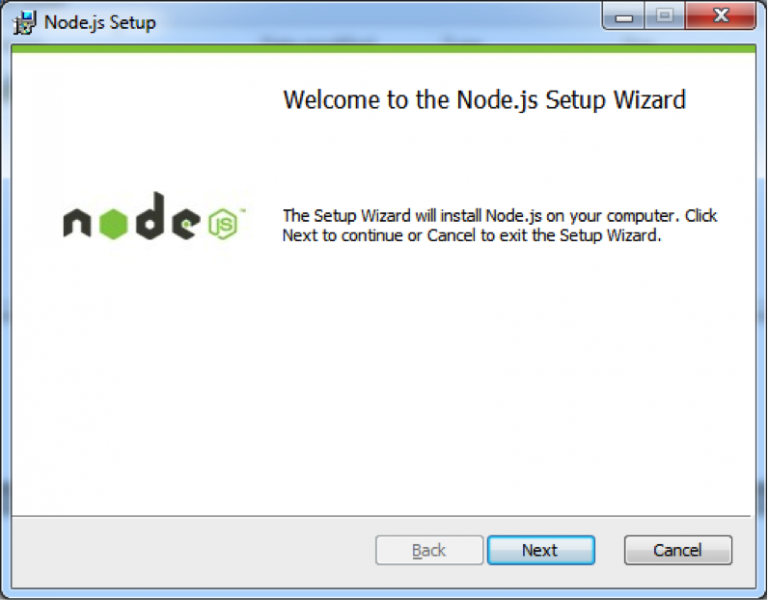 Node.js Setup
Welcome to the Node.js Setup Wizard
node JS™
The Setup Wizard will install Node.js on your computer. Click
Next to continue or Cancel to exit the Setup Wizard.
Back
Next
Cancel